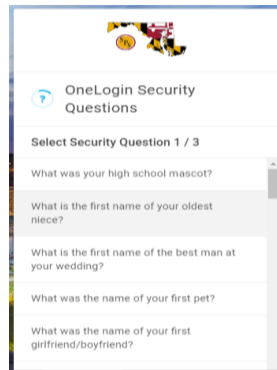 OneLogin Security
Questions
Select Security Question 1 / 3
What was your high school mascot?
What is the first name of your oldest
niece?
What is the first name of the best man at
your wedding?
What was the name of your first pet?
What was the name of your first
girlfriend/boyfriend?